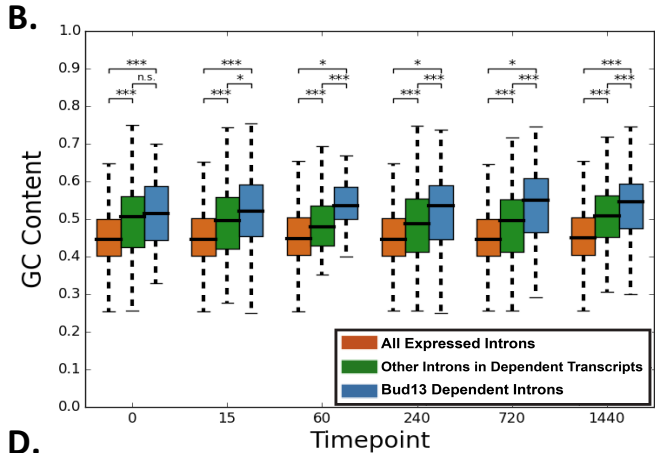 B.
1.0
0.9
0.8
0.7
0.6
0.5
0.4
0.3
0.2
0.1
0.0
GC Content
*** *** * * * ***
n.s. * *** *** *** ***
*** *** *** *** *** ***
All Expressed Introns
Other Introns in Dependent Transcripts
Bud13 Dependent Introns
0 15 60 240 720 1440
Timepoint
D.